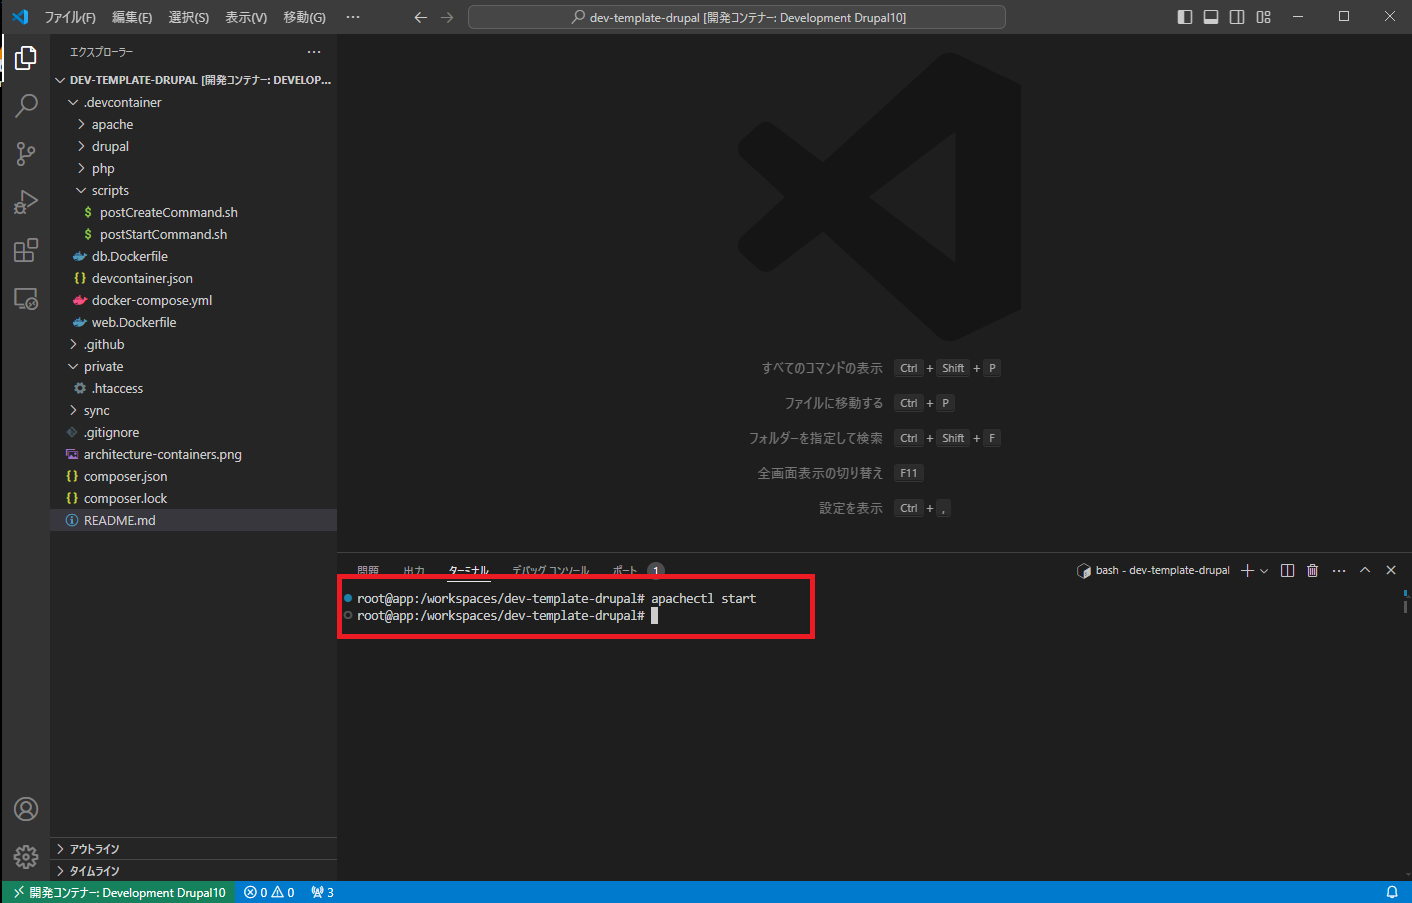 ファイル(F) 編集(E) 選択(S) 表示(V) 移動(G) ···
dev-template-drupal [開発コンテナー: Development Drupal10]
エクスプローラー
DEV-TEMPLATE-DRUPAL [開発コンテナー: DEVELOP...
.devcontainer
apache
drupal
php
scripts
$ postCreateCommand.sh
$ postStartCommand.sh
db.Dockerfile
{} devcontainer.json
docker-compose.yml
web.Dockerfile
.github
private
.htaccess
sync
.gitignore
architecture-containers.png
{} composer.json
{} composer.lock
README.md
アウトライン
タイムライン
すべてのコマンドの表示 Ctrl + Shift + P
ファイルに移動する Ctrl + P
フォルダーを指定して検索 Ctrl + Shift + F
全画面表示の切り替え F11
設定を表示 Ctrl + ,
問題 出力 ターミナル デバッグ コンソール ポート 1
bash - dev-template-drupal
root@app:/workspaces/dev-template-drupal# apachectl start
root@app:/workspaces/dev-template-drupal#
開発コンテナー: Development Drupal10 0 0 3